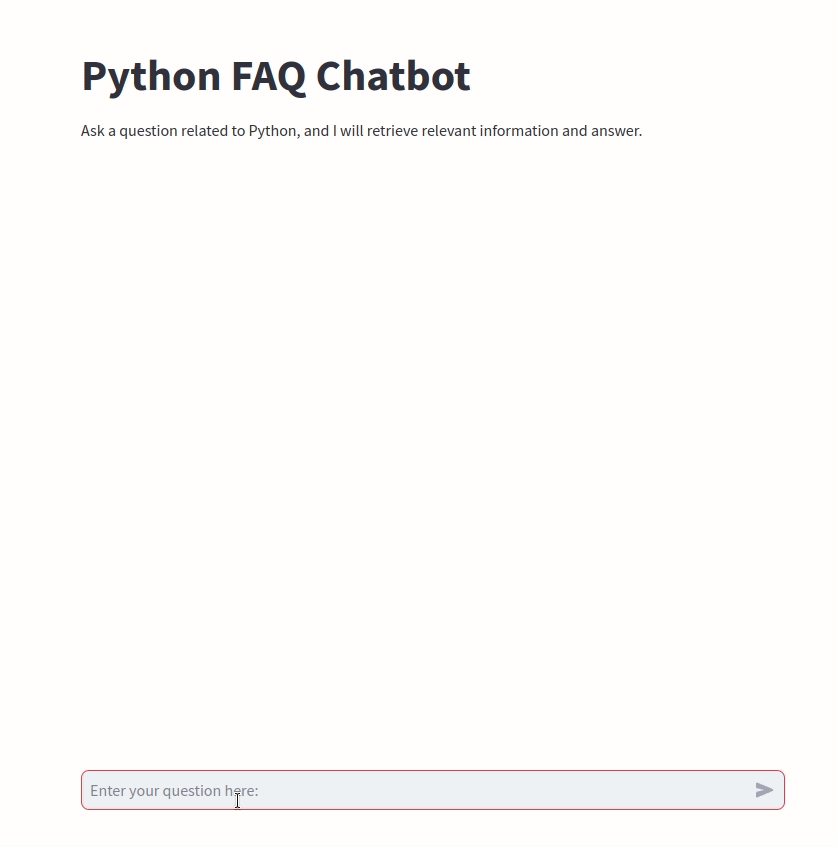 Python FAQ Chatbot
Ask a question related to Python, and I will retrieve relevant information and answer.
Enter your question here: